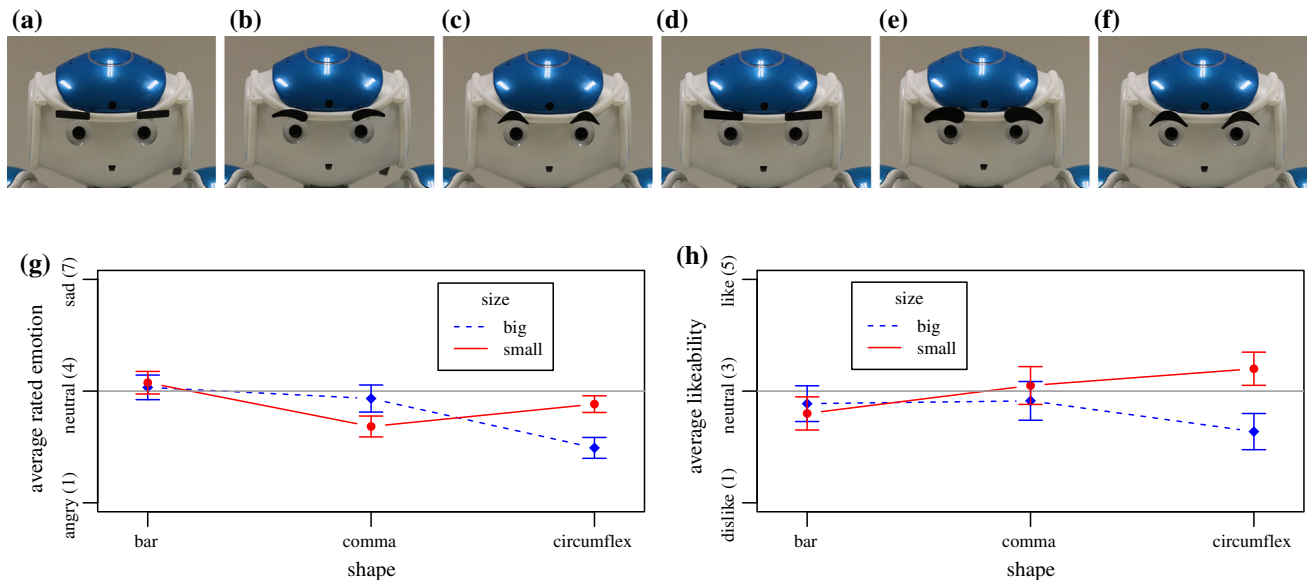 (a) (b) (c) (d) (e) (f)
(g)
average rated emotion
sad (7)
neutral (4)
angry (1)
size
big
small
bar comma circumflex
shape
(h)
average likeability
like (5)
neutral (3)
dislike (1)
size
big
small
bar comma circumflex
shape